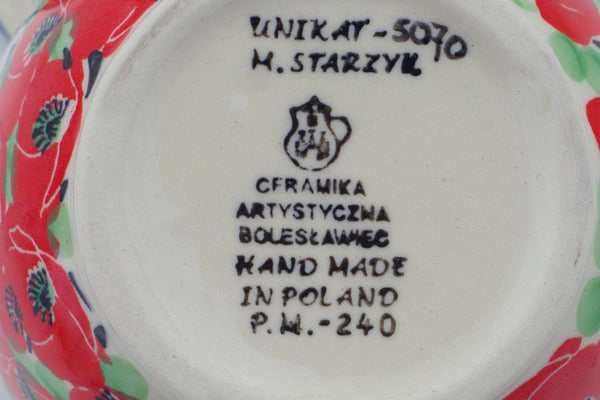 UNIKAT-5070
M. STARZYK
CERAMIKA
ARTYSTYCZNA
BOLESŁAWIEC
HAND MADE
IN POLAND
P.M.-240